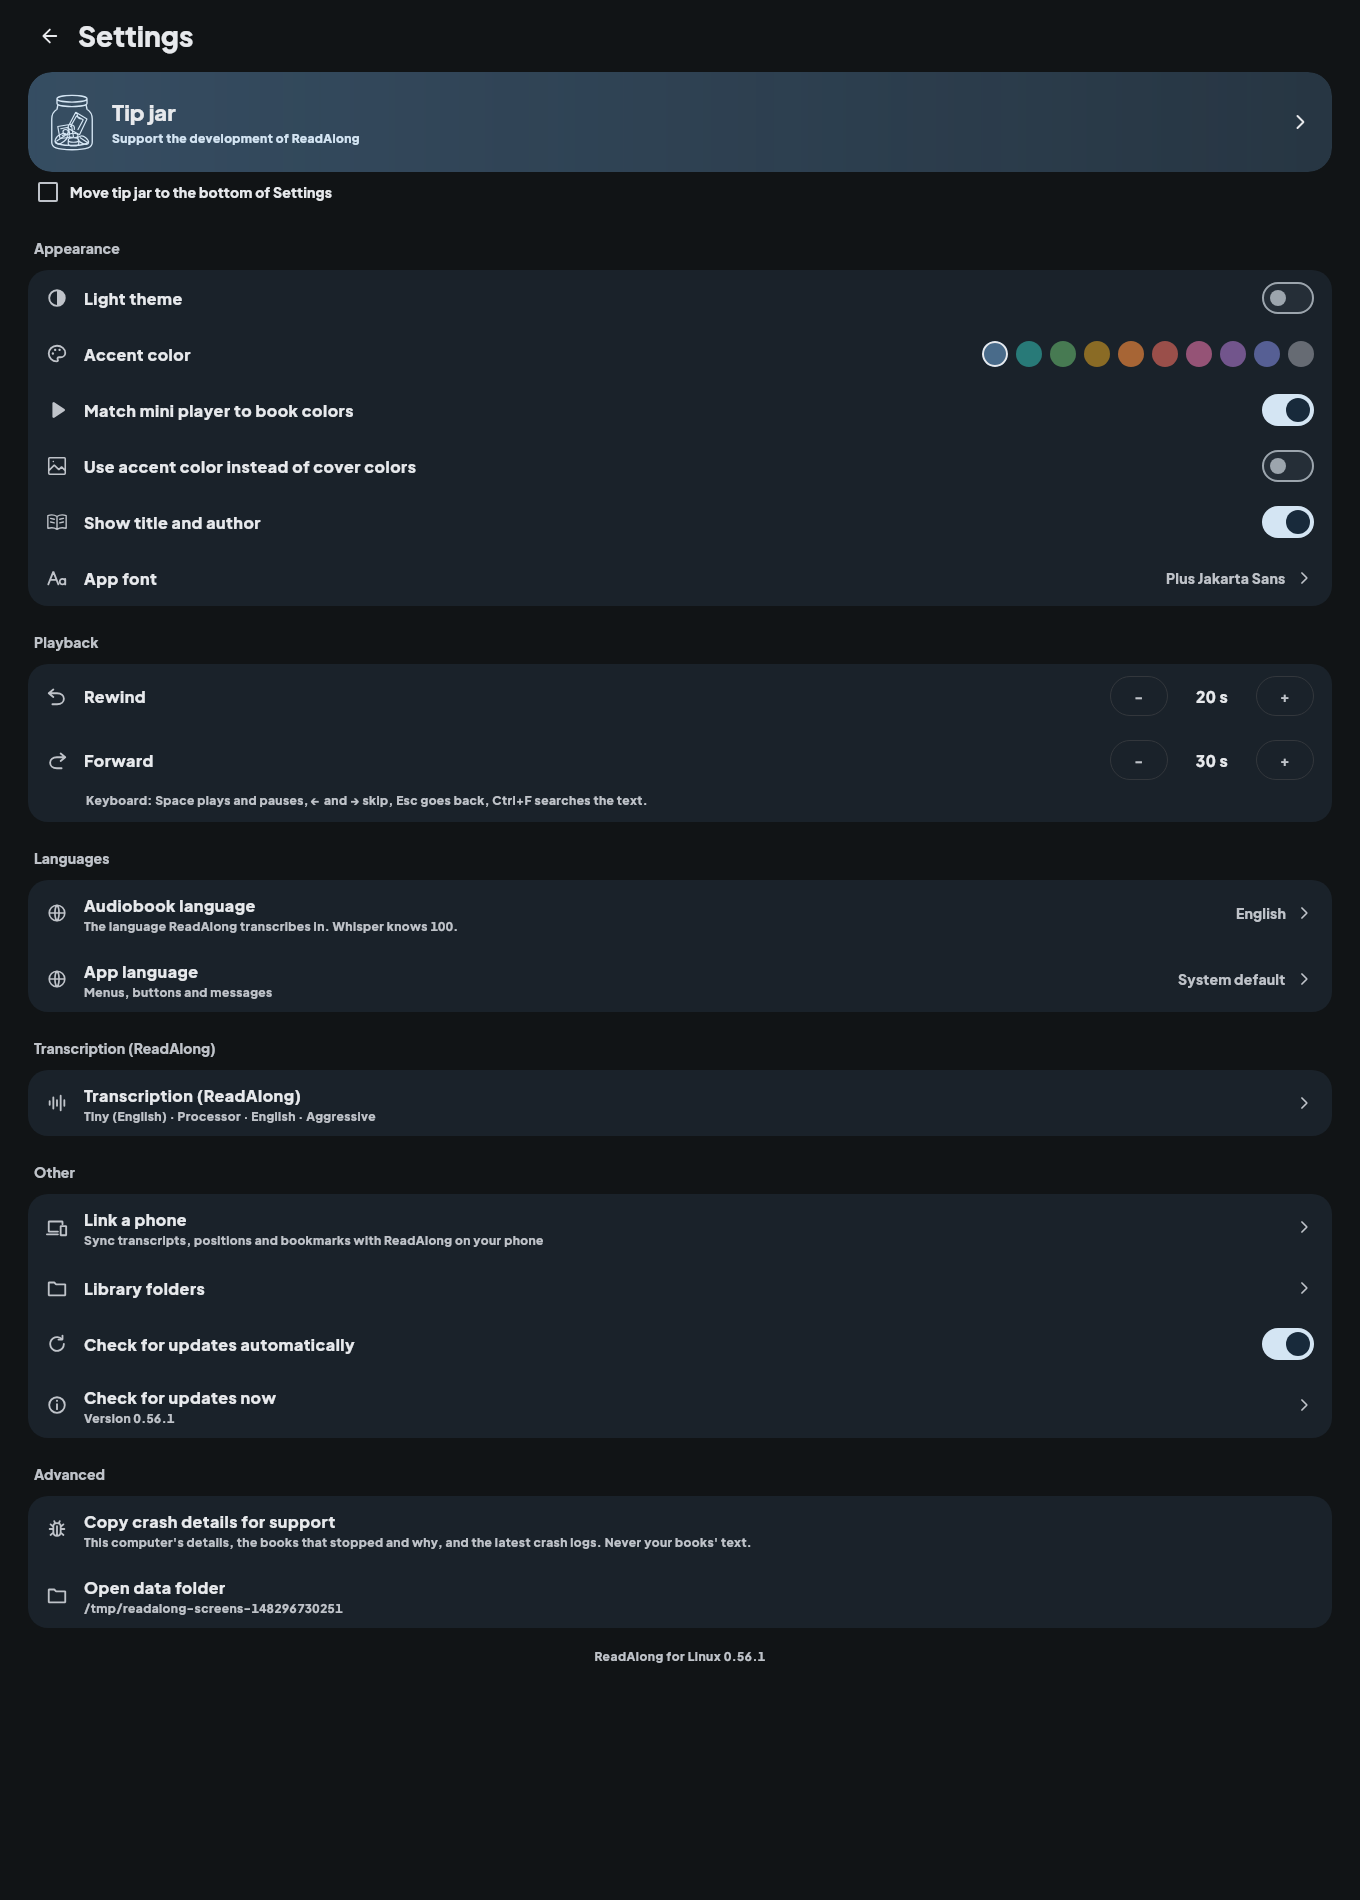 Settings
Tip jar
Support the development of ReadAlong
Move tip jar to the bottom of Settings
Appearance
Light theme
Accent color
Match mini player to book colors
Use accent color instead of cover colors
Show title and author
App font
Plus Jakarta Sans
Playback
Rewind
- 20 s +
Forward
- 30 s +
Keyboard: Space plays and pauses, ← and → skip, Esc goes back, Ctrl+F searches the text.
Languages
Audiobook language
The language ReadAlong transcribes in. Whisper knows 100.
English
App language
Menus, buttons and messages
System default
Transcription (ReadAlong)
Transcription (ReadAlong)
Tiny (English) · Processor · English · Aggressive
Other
Link a phone
Sync transcripts, positions and bookmarks with ReadAlong on your phone
Library folders
Check for updates automatically
Check for updates now
Version 0.56.1
Advanced
Copy crash details for support
This computer's details, the books that stopped and why, and the latest crash logs. Never your books' text.
Open data folder
/tmp/readalong-screens-148296730251
ReadAlong for Linux 0.56.1